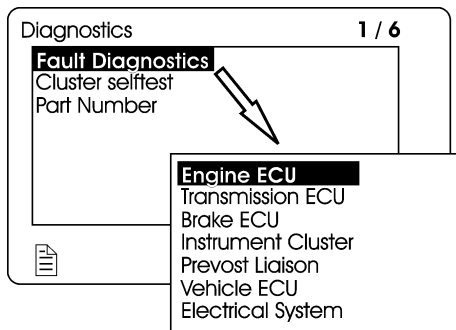 Diagnostics 1 / 6
Fault Diagnostics
Cluster selftest
Part Number
Engine ECU
Transmission ECU
Brake ECU
Instrument Cluster
Prevost Liaison
Vehicle ECU
Electrical System